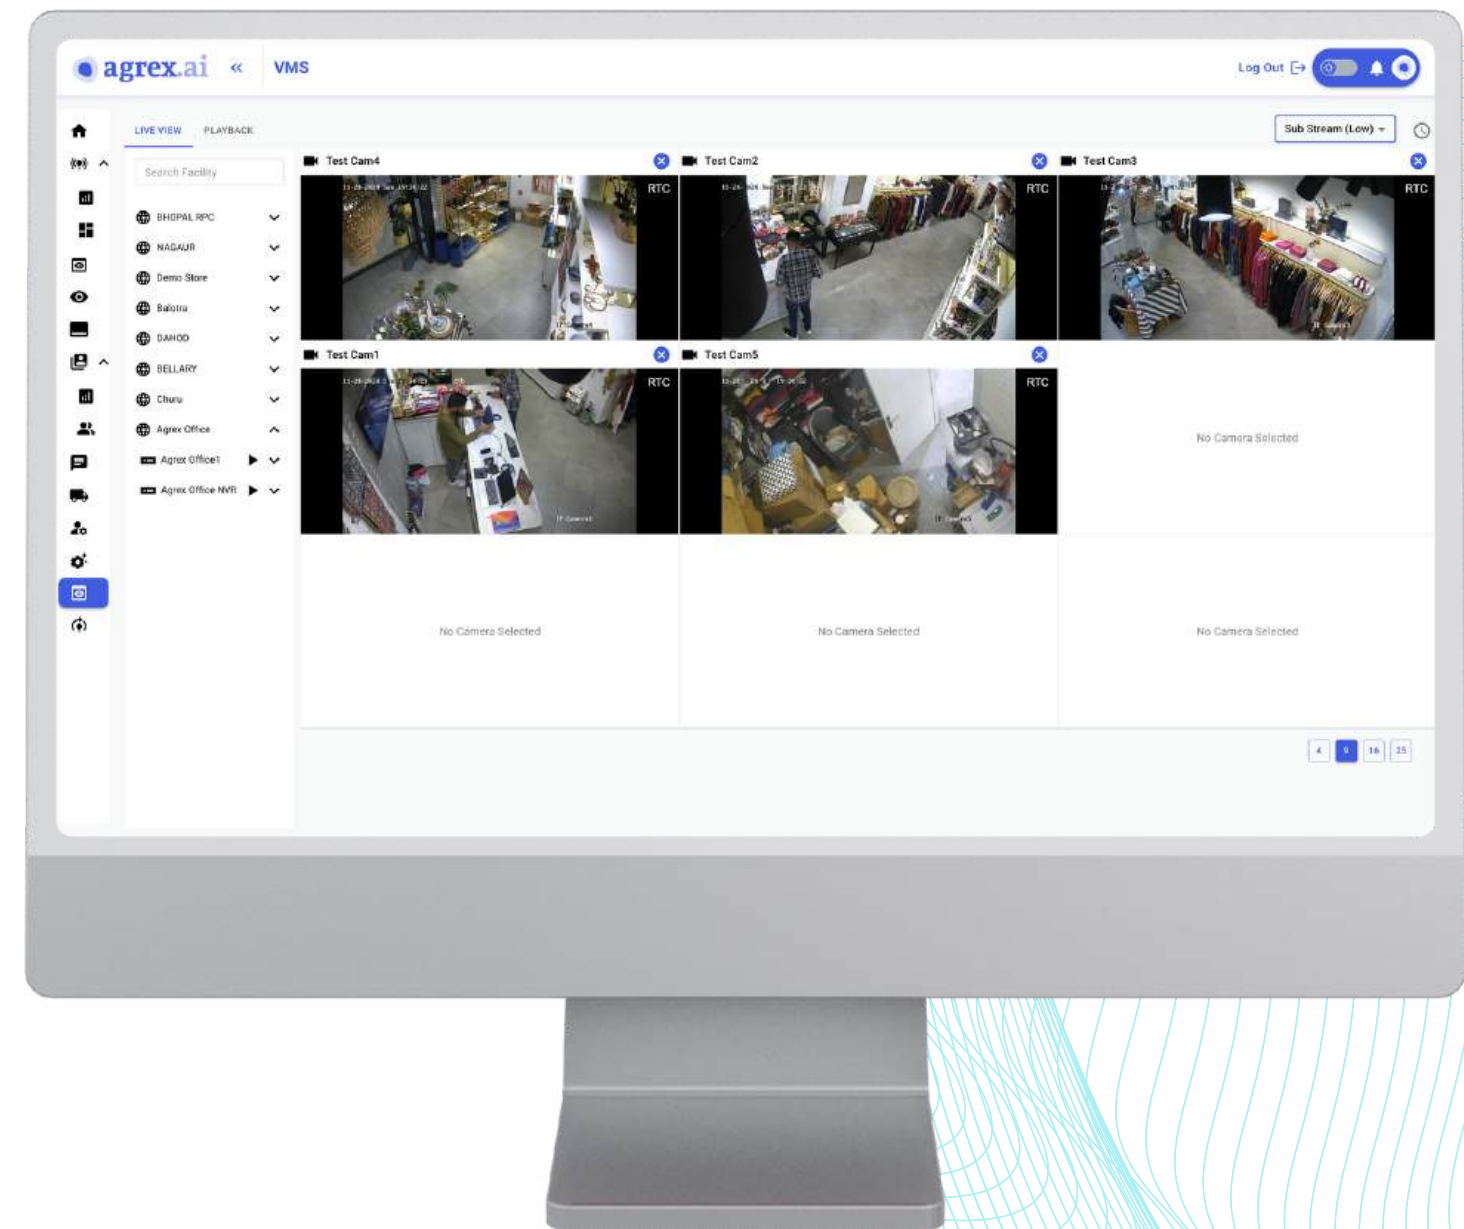 agrex.ai « VMS
Log Out
LIVE VIEW PLAYBACK
Sub Stream (Low)
Search Facility
BHOPAL RPC
NAGAUR
Demo Store
Balotra
DAHOD
BELLARY
Churu
Agrex Office
Agrex Office1
Agrex Office NVR
Test Cam4
RTC
Test Cam2
RTC
Test Cam3
RTC
Test Cam1
RTC
Test Cam5
RTC
No Camera Selected
No Camera Selected
No Camera Selected
No Camera Selected
4 9 16 25